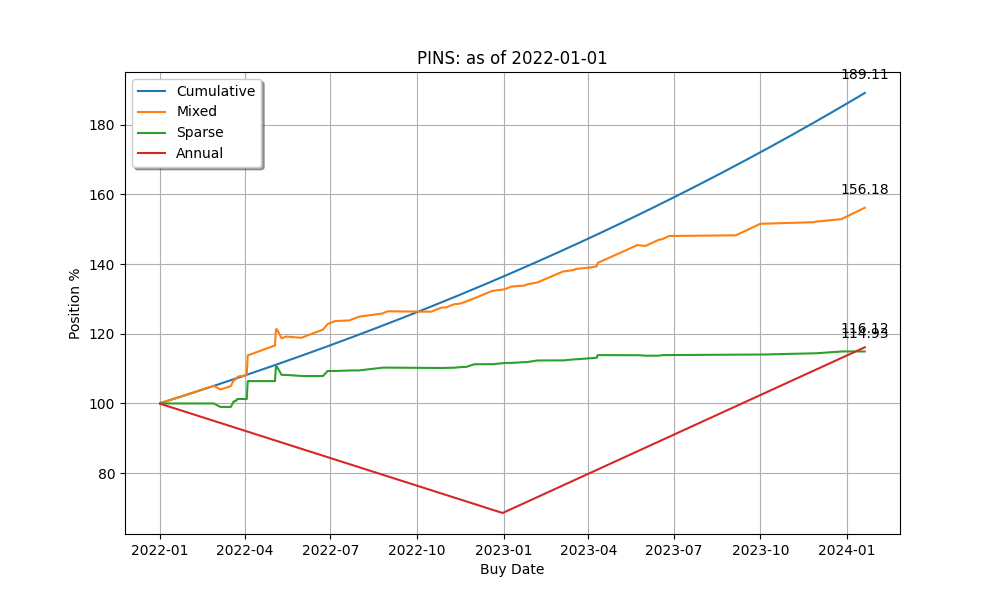 PINS: as of 2022-01-01
Cumulative
Mixed
Sparse
Annual
189.11
156.18
116.12
114.93
Position %
180
160
140
120
100
80
2022-01 2022-04 2022-07 2022-10 2023-01 2023-04 2023-07 2023-10 2024-01
Buy Date